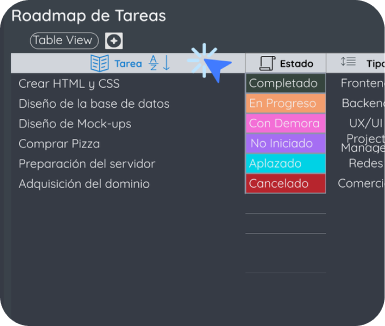 Roadmap de Tareas
Table View
Tarea A Z Estado Tipo
Crear HTML y CSS Completado Fronten
Diseño de la base de datos En Progreso Backen
Diseño de Mock-ups Con Demora UX/UI
Comprar Pizza No Iniciado Project Manage
Preparación del servidor Aplazado Redes
Adquisición del dominio Cancelado Comerci